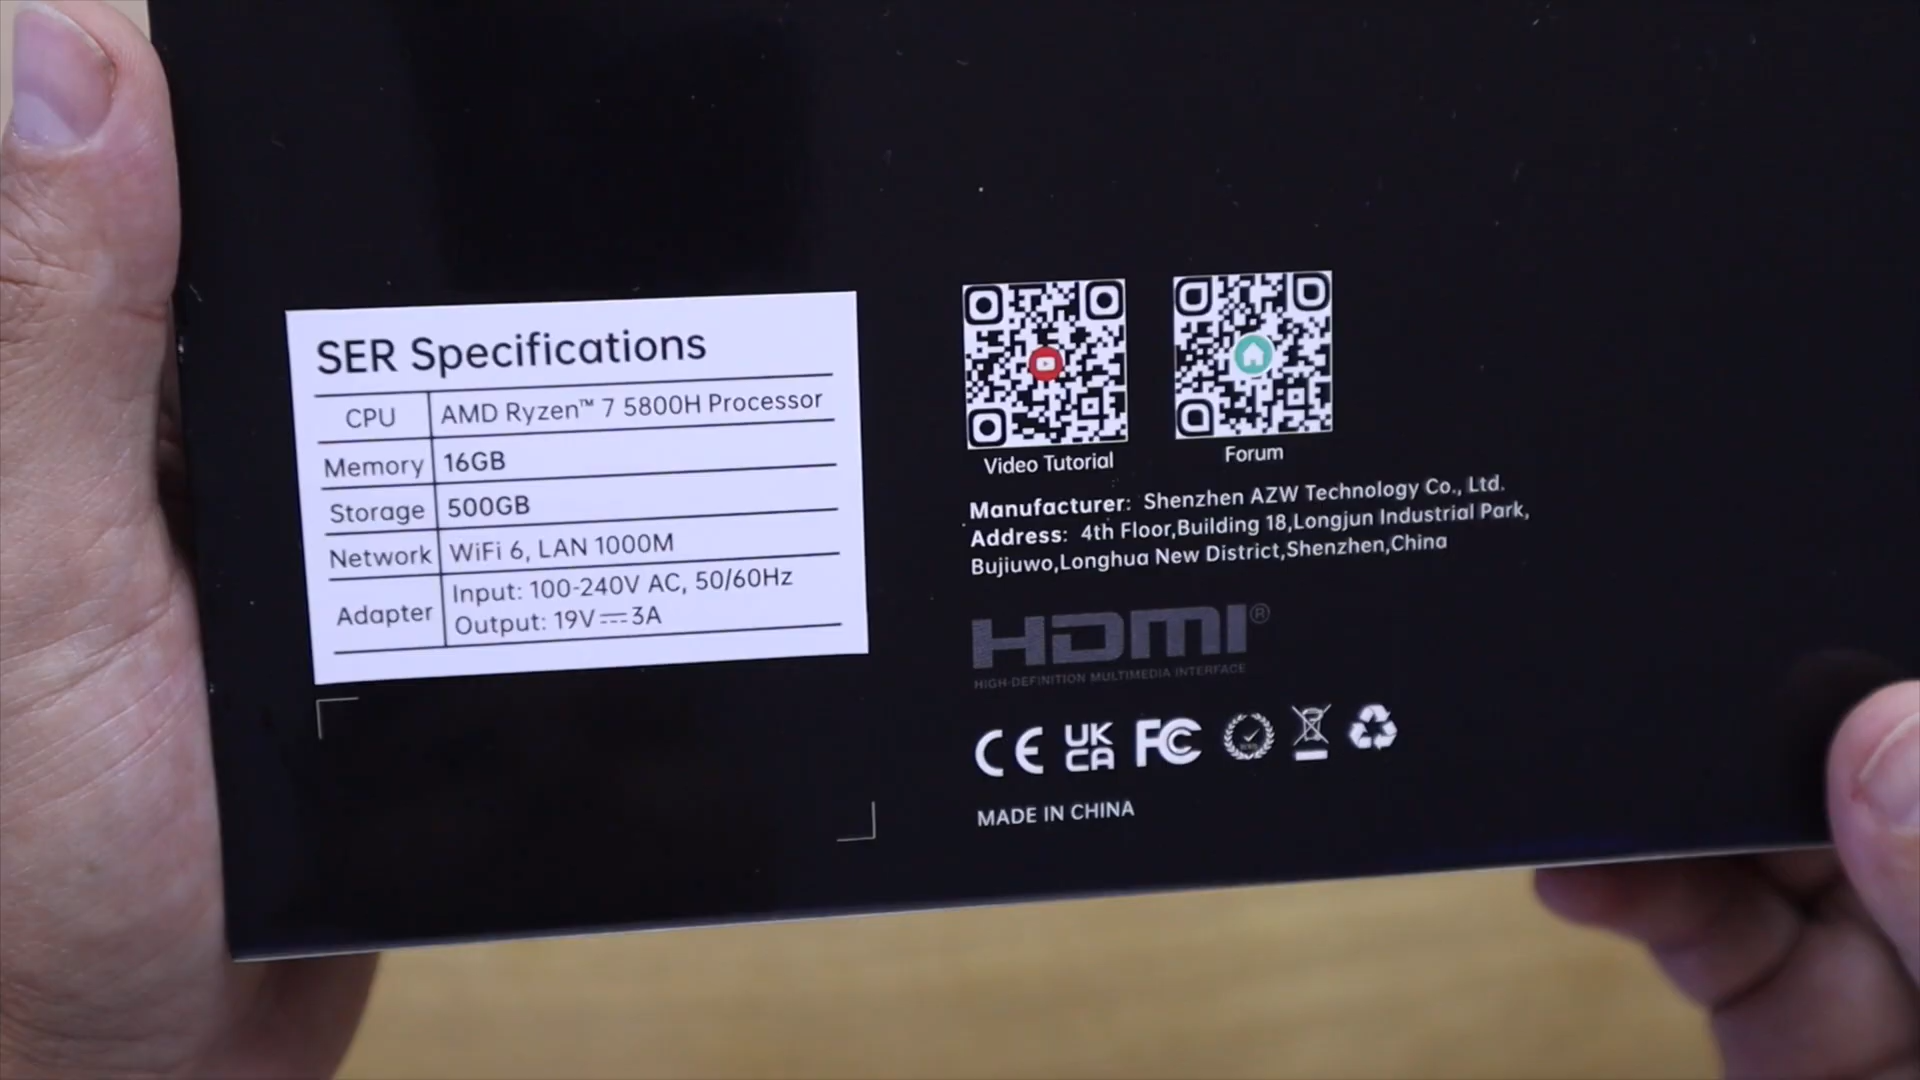 SER Specifications
CPU AMD Ryzen™ 7 5800H Processor
Memory 16GB
Storage 500GB
Network WiFi 6, LAN 1000M
Adapter Input: 100-240V AC, 50/60Hz
Output: 19V⎓3A
Video Tutorial
Forum
Manufacturer: Shenzhen AZW Technology Co., Ltd.
Address: 4th Floor,Building 18,Longjun Industrial Park,
Bujiuwo,Longhua New District,Shenzhen,China
HDMI®
HIGH-DEFINITION MULTIMEDIA INTERFACE
CE UK CA FC
MADE IN CHINA